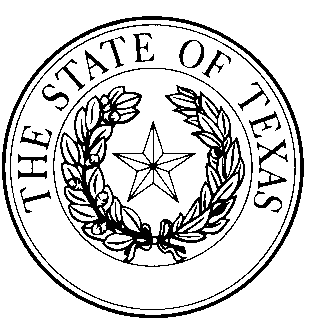 THE STATE OF TEXAS